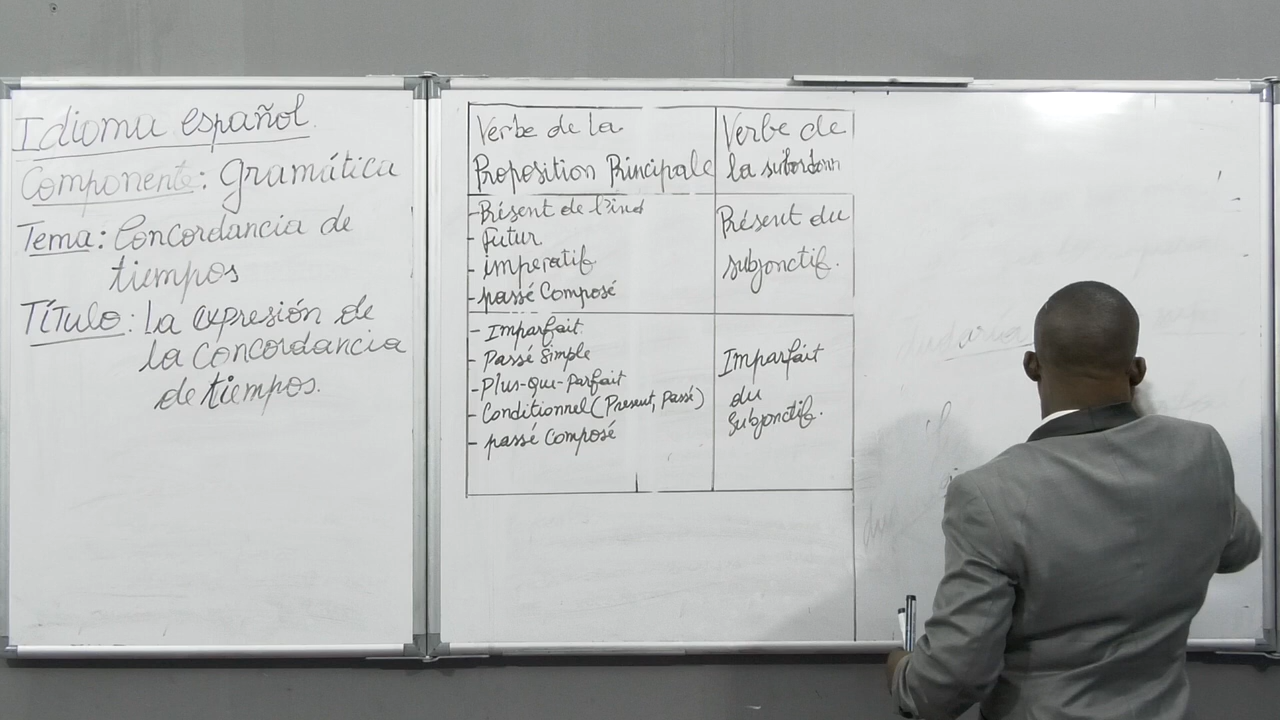 Idioma español.
Componente: Gramática
Tema: Concordancia de
tiempos
Título: La expresión de
la concordancia
de tiempos.
Verbe de la
Proposition Principale
Verbe de
la subordonn
- Présent de l'ind
- Futur
- imperatif
- passé Composé
Présent du
subjonctif.
- Imparfait.
- Passé Simple
- Plus-que-Parfait
- Conditionnel (Present, Passé)
- passé Composé
Imparfait
du
Subjonctif.